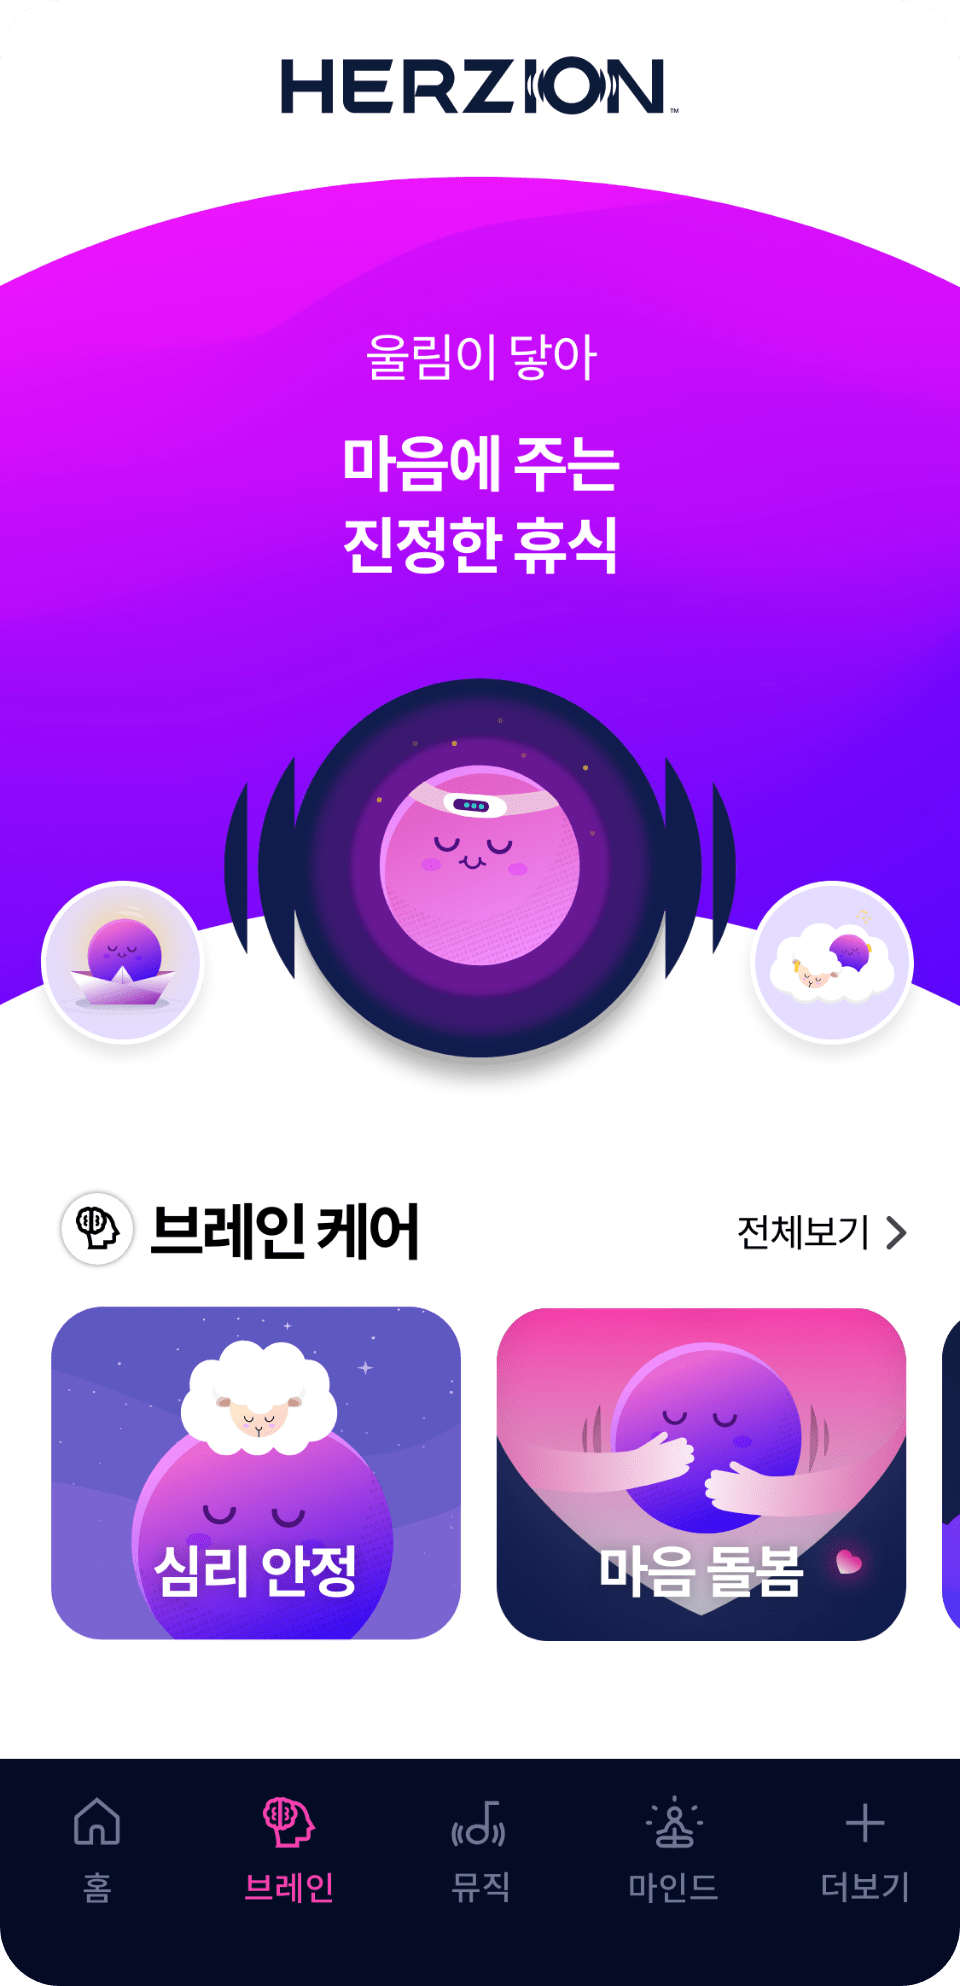 HERZION™
울림이 닿아
마음에 주는
진정한 휴식
브레인 케어
전체보기
심리 안정
마음 돌봄
홈
브레인
뮤직
마인드
더보기